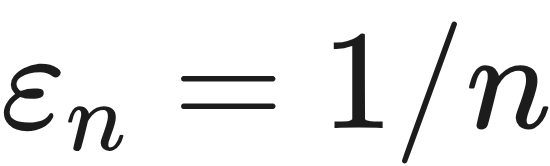 εₙ = 1/n